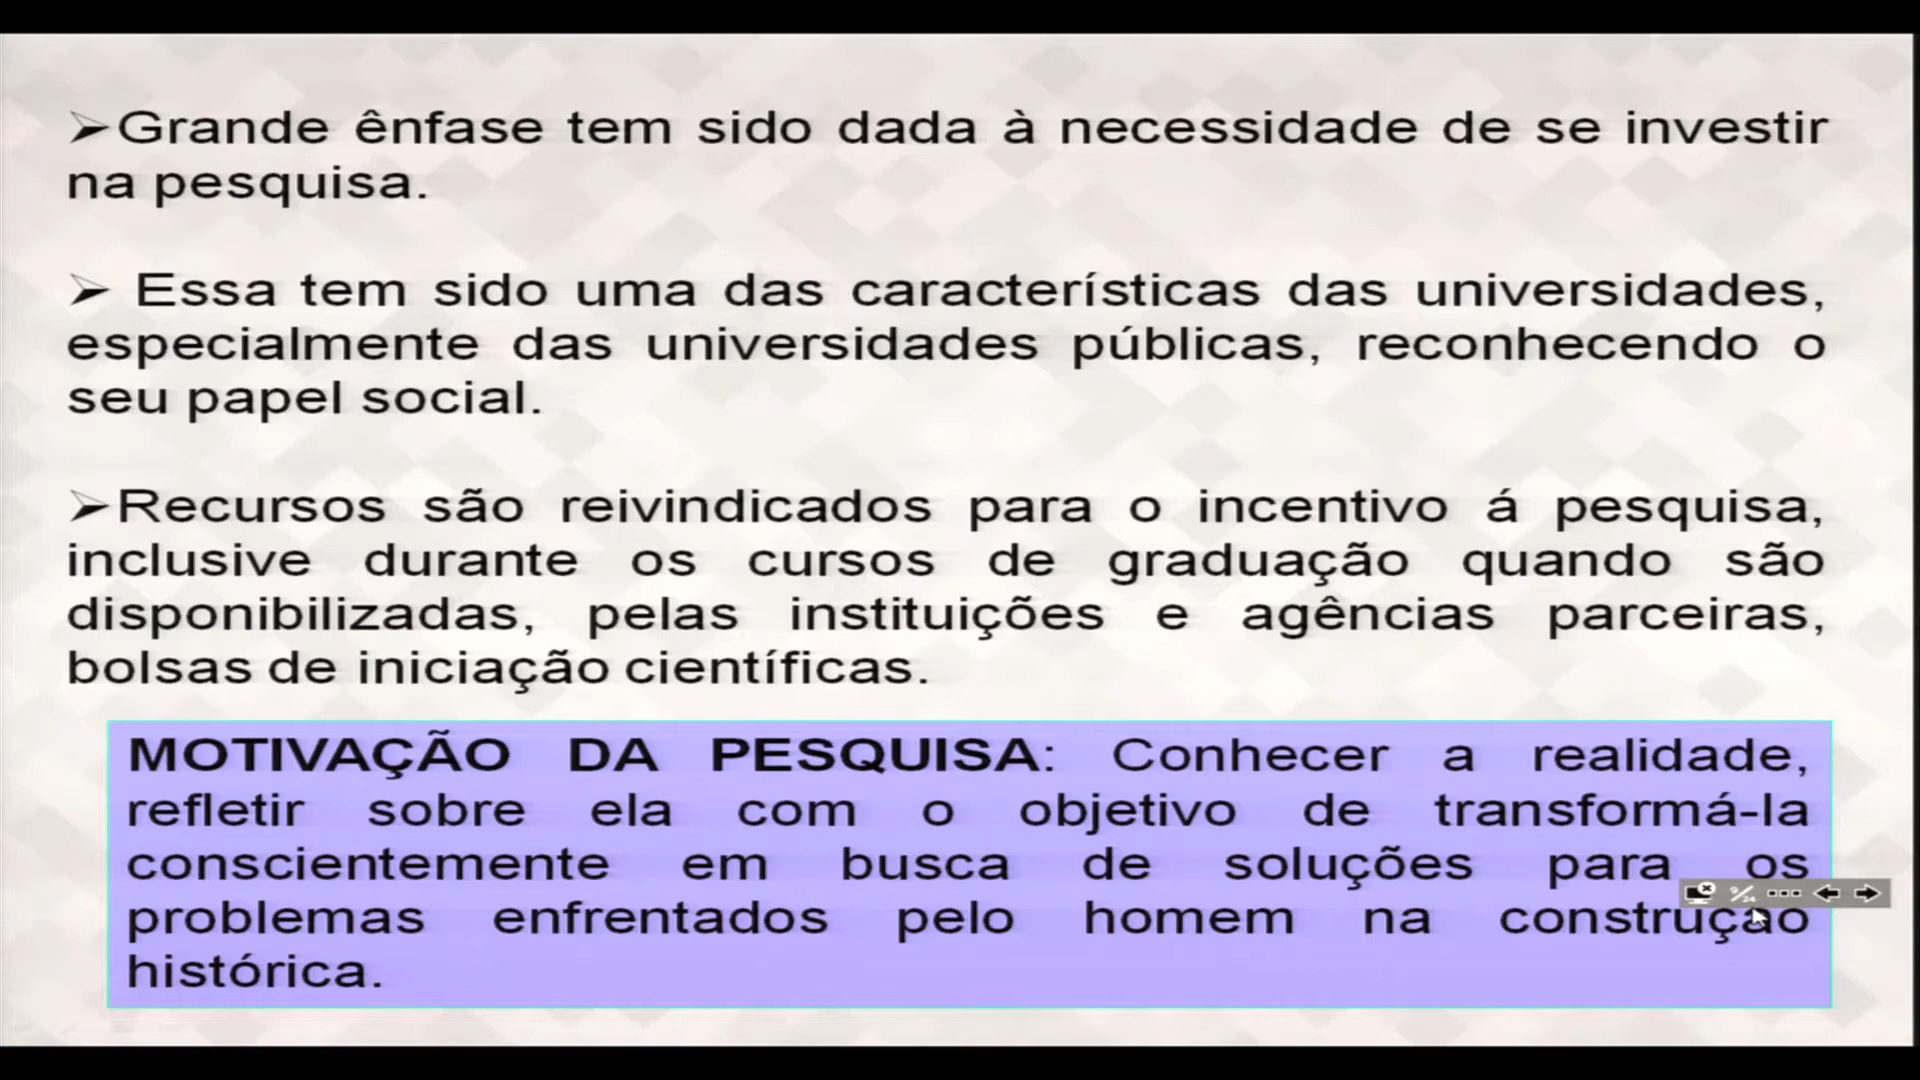 ➢Grande ênfase tem sido dada à necessidade de se investir
na pesquisa.
➢ Essa tem sido uma das características das universidades,
especialmente das universidades públicas, reconhecendo o
seu papel social.
➢Recursos são reivindicados para o incentivo á pesquisa,
inclusive durante os cursos de graduação quando são
disponibilizadas, pelas instituições e agências parceiras,
bolsas de iniciação científicas.
MOTIVAÇÃO DA PESQUISA: Conhecer a realidade,
refletir sobre ela com o objetivo de transformá-la
conscientemente em busca de soluções para os
problemas enfrentados pelo homem na construção
histórica.